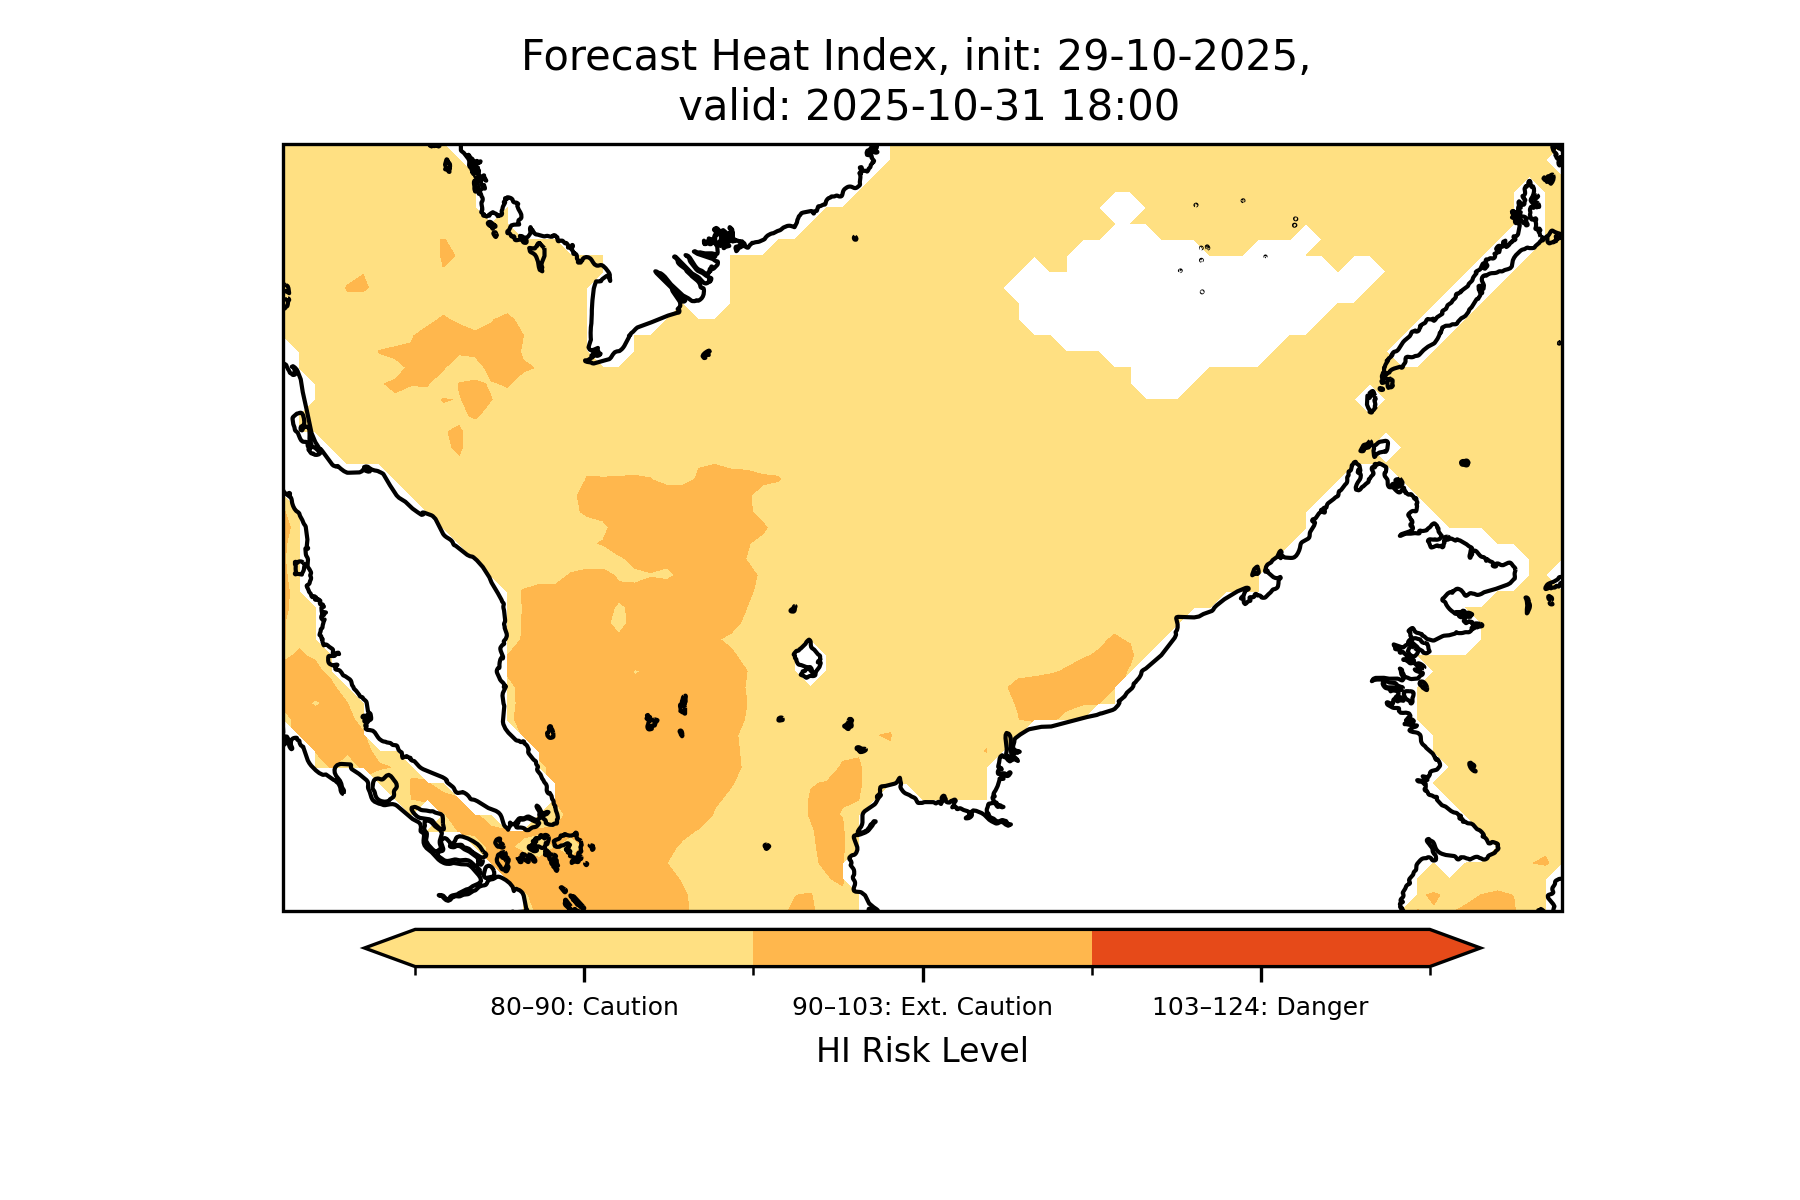 Forecast Heat Index, init: 29-10-2025,
valid: 2025-10-31 18:00
80–90: Caution
90–103: Ext. Caution
103–124: Danger
HI Risk Level